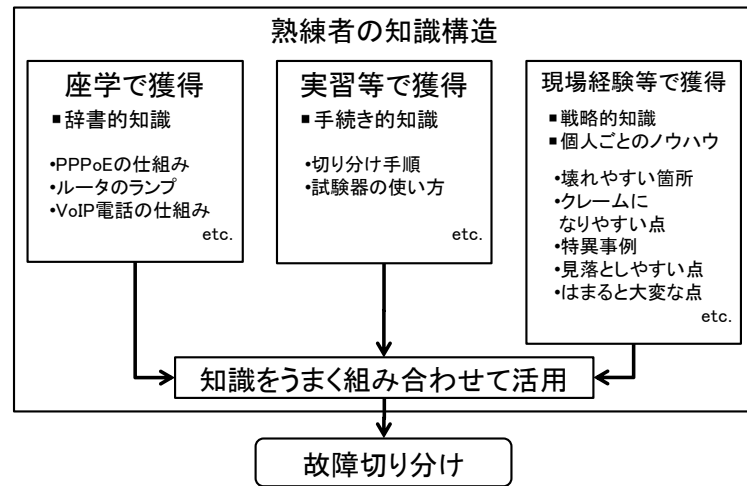 熟練者の知識構造
座学で獲得
■辞書的知識
•PPPoEの仕組み
•ルータのランプ
•VoIP電話の仕組み
etc.
実習等で獲得
■手続き的知識
•切り分け手順
•試験器の使い方
etc.
現場経験等で獲得
■戦略的知識
■個人ごとのノウハウ
•壊れやすい箇所
•クレームに
なりやすい点
•特異事例
•見落としやすい点
•はまると大変な点
etc.
知識をうまく組み合わせて活用
故障切り分け